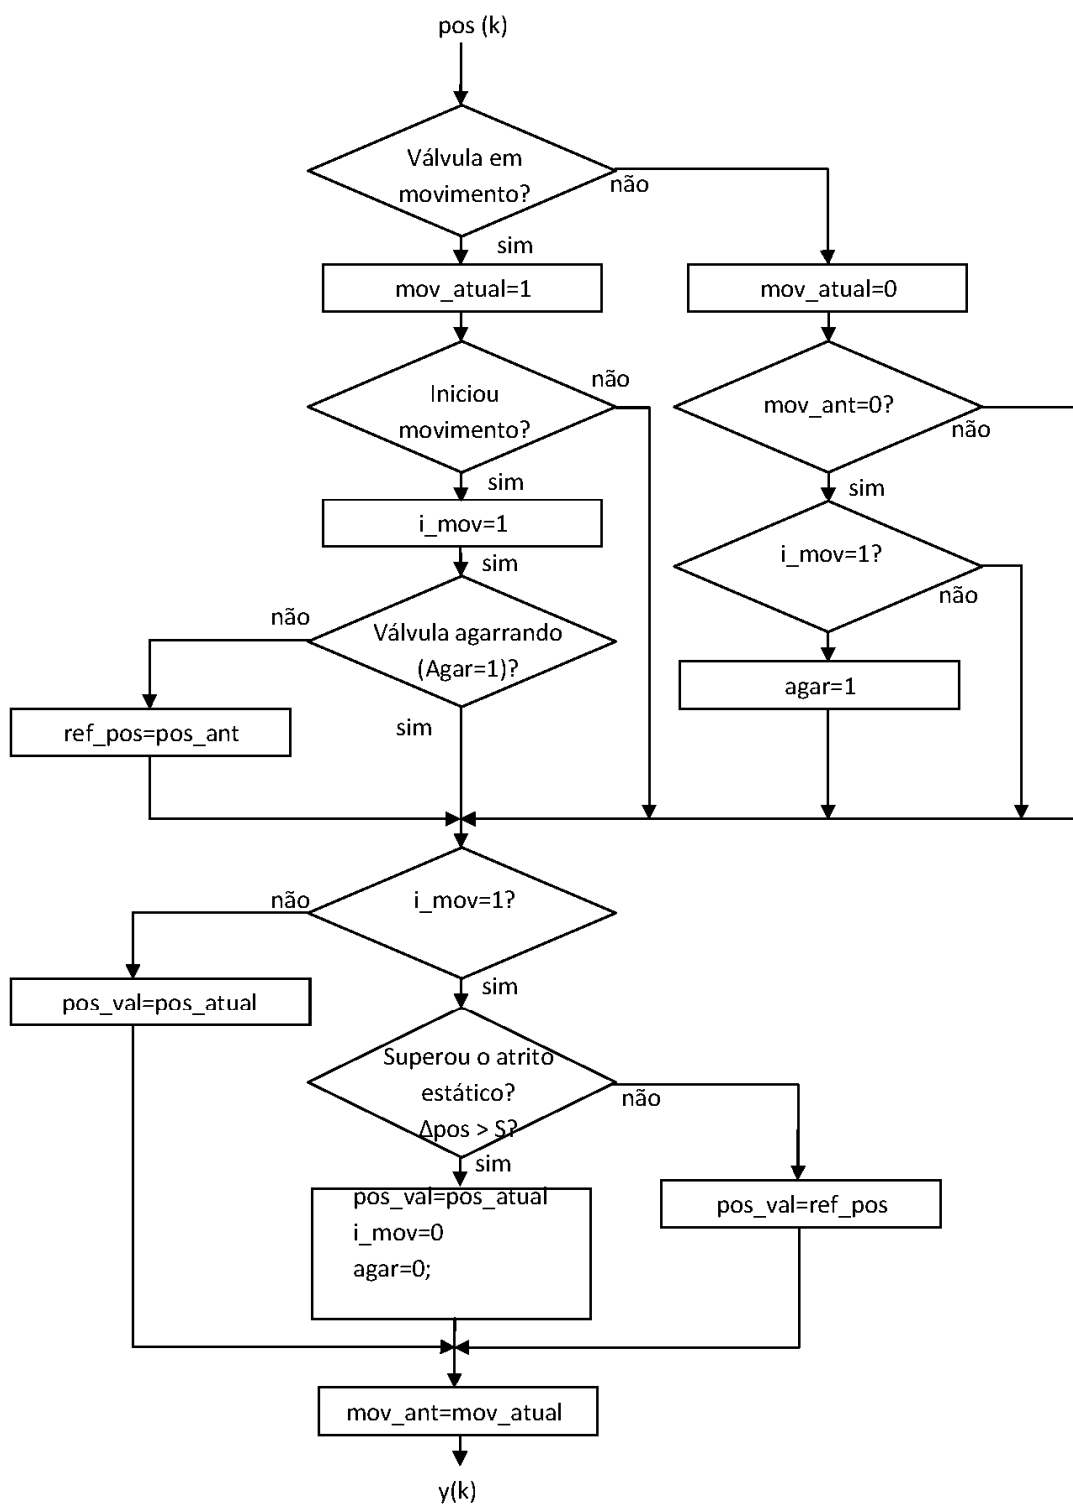 pos (k)
Válvula em
movimento?
não
sim
mov_atual=1
mov_atual=0
Iniciou
movimento?
não
mov_ant=0?
não
sim
sim
i_mov=1
i_mov=1?
não
sim
Válvula agarrando
(Agar=1)?
não
agar=1
sim
ref_pos=pos_ant
i_mov=1?
não
sim
pos_val=pos_atual
Superou o atrito
estático?
Δpos > S?
não
sim
pos_val=pos_atual
i_mov=0
agar=0;
pos_val=ref_pos
mov_ant=mov_atual
y(k)